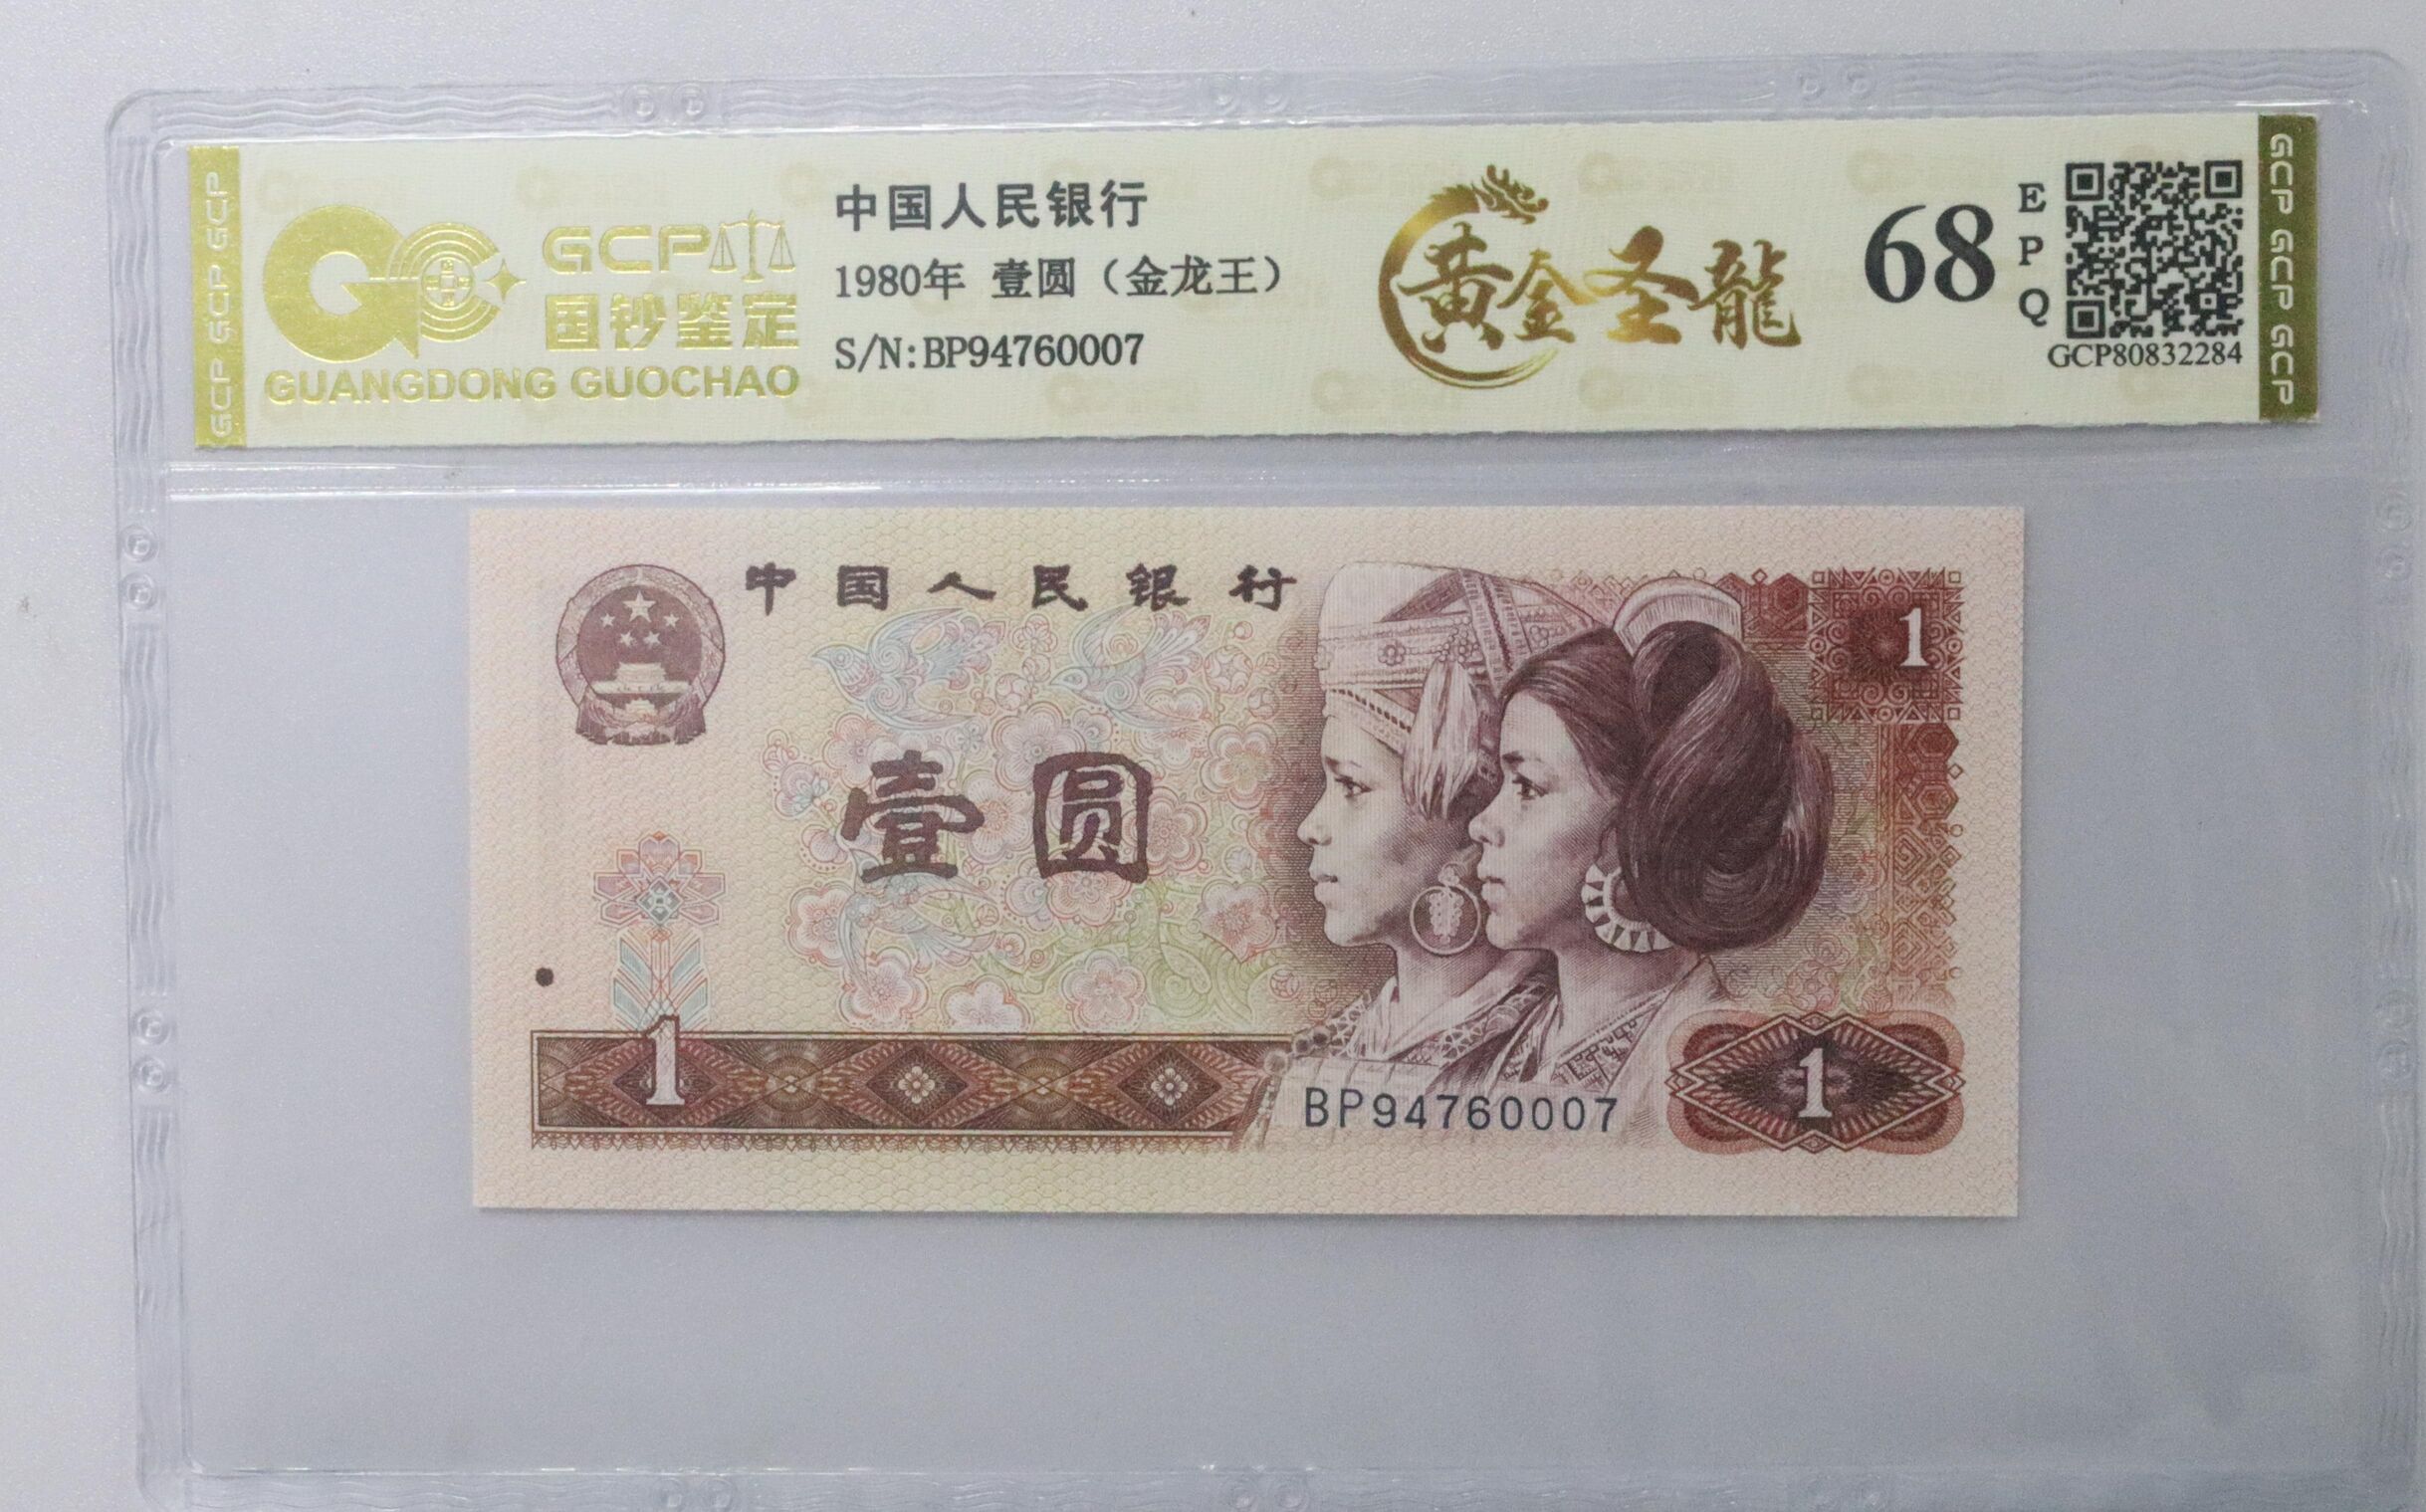 GCP GCP GCP
GCP
国钞鉴定
GUANGDONG GUOCHAO
中国人民银行
1980年 壹圆（金龙王）
S/N:BP94760007
黄金圣龍
68
EPQ
GCP80832284
GCP GCP GCP
中国人民银行
1
壹圆
1
BP94760007
1